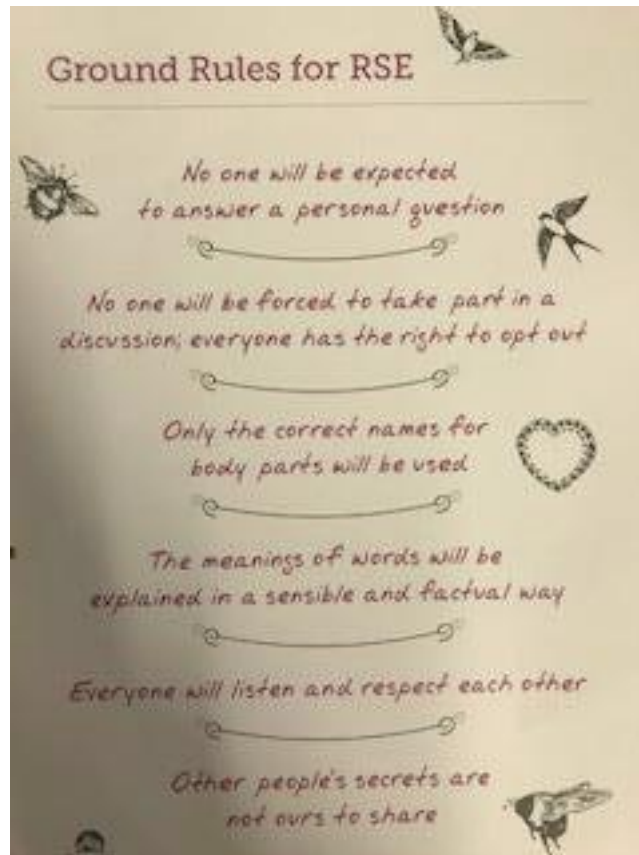 Ground Rules for RSE
No one will be expected
to answer a personal question
No one will be forced to take part in a
discussion; everyone has the right to opt out
Only the correct names for
body parts will be used
The meanings of words will be
explained in a sensible and factual way
Everyone will listen and respect each other
Other people's secrets are
not ours to share